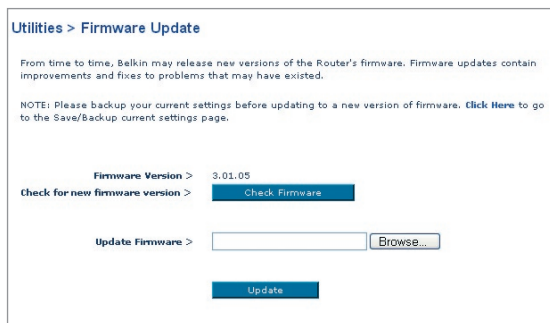 Utilities > Firmware Update
From time to time, Belkin may release new versions of the Router's firmware. Firmware updates contain
improvements and fixes to problems that may have existed.
NOTE: Please backup your current settings before updating to a new version of firmware. Click Here to go
to the Save/Backup current settings page.
Firmware Version > 3.01.05
Check for new firmware version > Check Firmware
Update Firmware > Browse...
Update